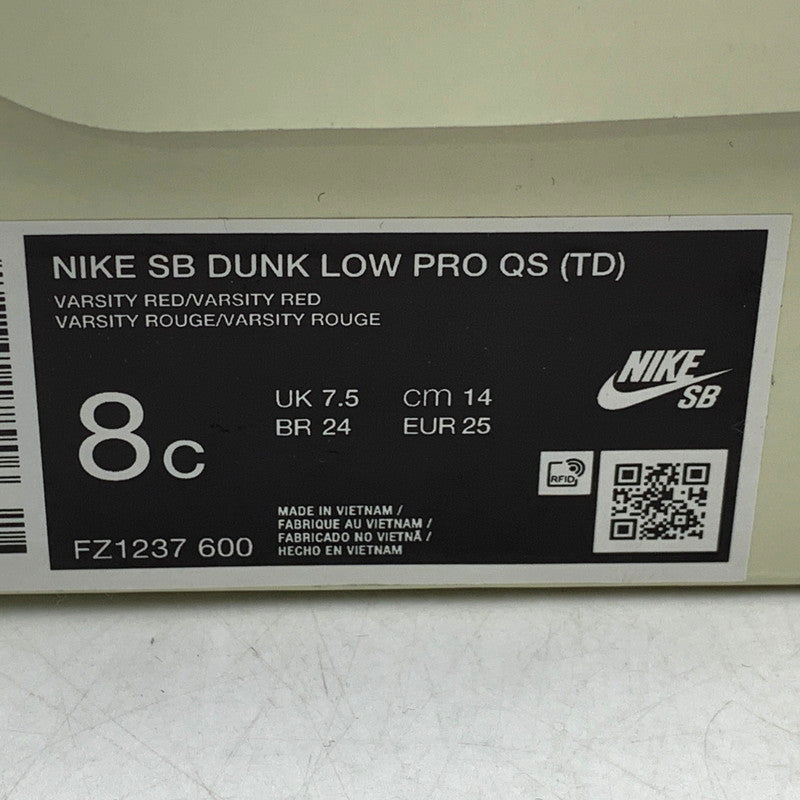 NIKE SB DUNK LOW PRO QS (TD)
VARSITY RED/VARSITY RED
VARSITY ROUGE/VARSITY ROUGE
8C
UK 7.5 cm 14
BR 24 EUR 25
NIKE
SB
RFID
FZ1237 600
MADE IN VIETNAM /
FABRIQUE AU VIETNAM /
FABRICADO NO VIETNÃ /
HECHO EN VIETNAM